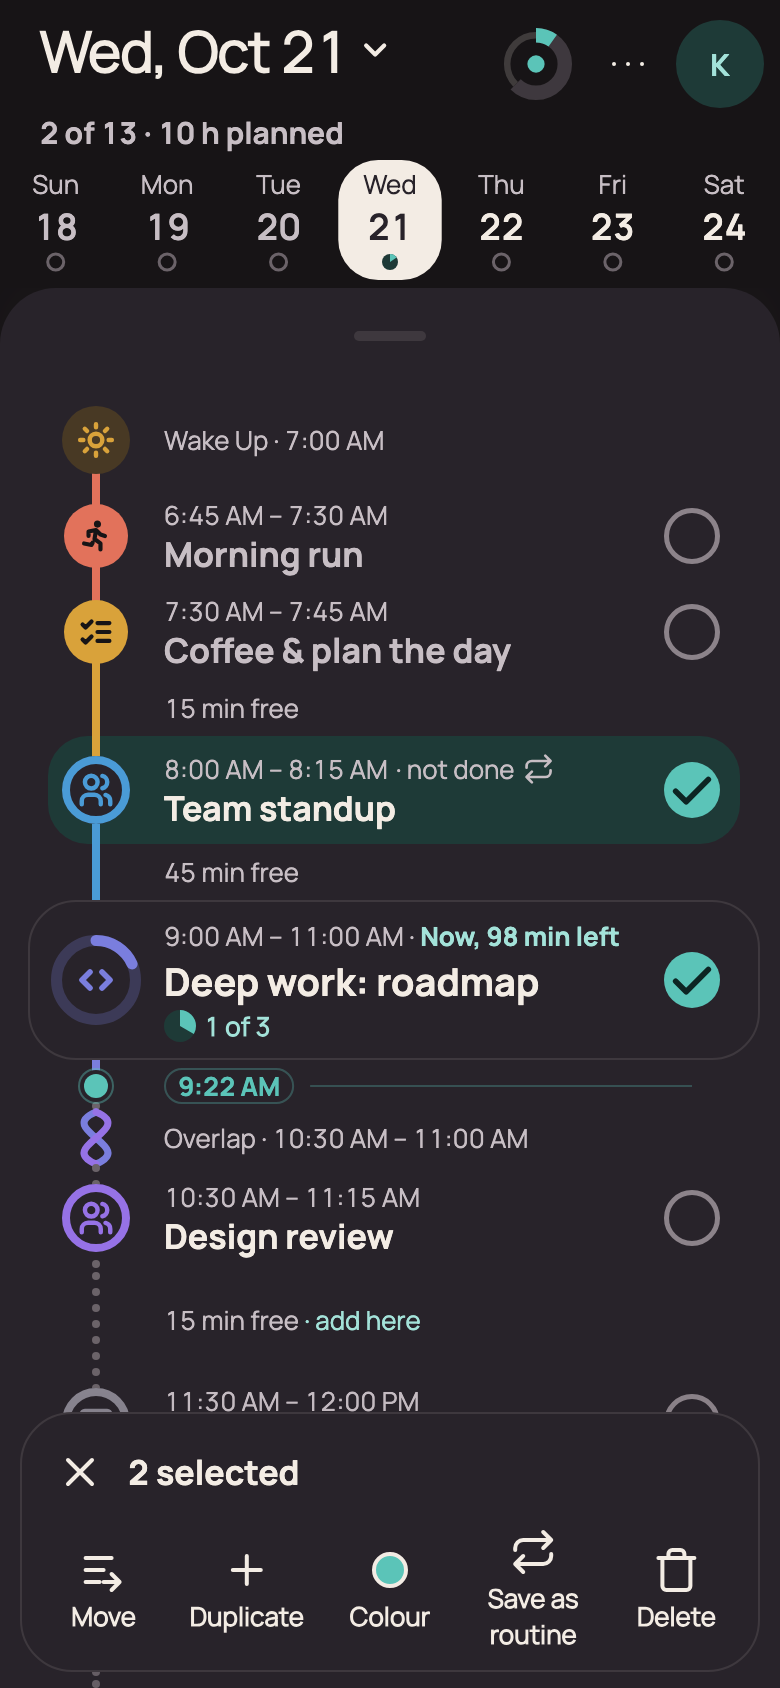 Wed, Oct 21
K
2 of 13 · 10 h planned
Sun Mon Tue Wed Thu Fri Sat
18 19 20 21 22 23 24
Wake Up · 7:00 AM
6:45 AM – 7:30 AM
Morning run
7:30 AM – 7:45 AM
Coffee & plan the day
15 min free
8:00 AM – 8:15 AM · not done
Team standup
45 min free
9:00 AM – 11:00 AM · Now, 98 min left
Deep work: roadmap
1 of 3
9:22 AM
Overlap · 10:30 AM – 11:00 AM
10:30 AM – 11:15 AM
Design review
15 min free · add here
11:30 AM – 12:00 PM
2 selected
Move Duplicate Colour Save as routine Delete